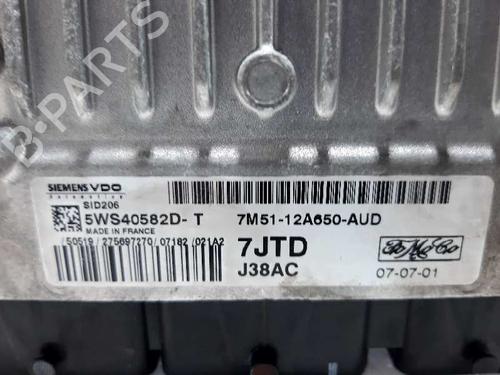 B-PARTS
SIEMENS VDO
Automotive
SID206
5WS40582D-T 7M51-12A650-AUD
MADE IN FRANCE
/50519/275697270/07182/021A2
7JTD
J38AC
FoMoCo
07-07-01